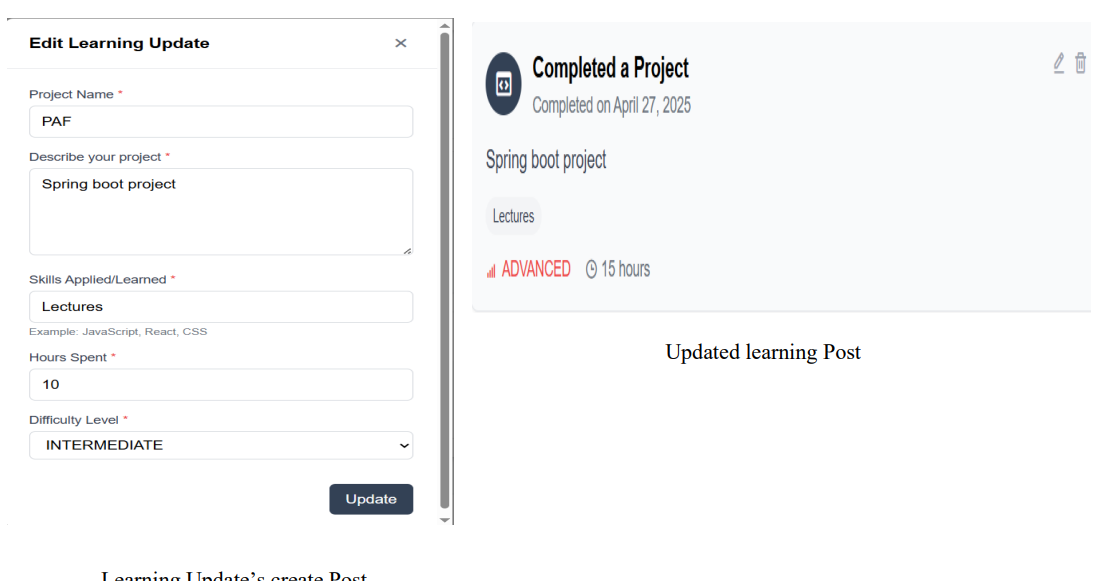 Edit Learning Update ×
Project Name *
PAF
Describe your project *
Spring boot project
Skills Applied/Learned *
Lectures
Example: JavaScript, React, CSS
Hours Spent *
10
Difficulty Level *
INTERMEDIATE
Update
Learning Update's create Post
Completed a Project
Completed on April 27, 2025
Spring boot project
Lectures
ADVANCED 15 hours
Updated learning Post